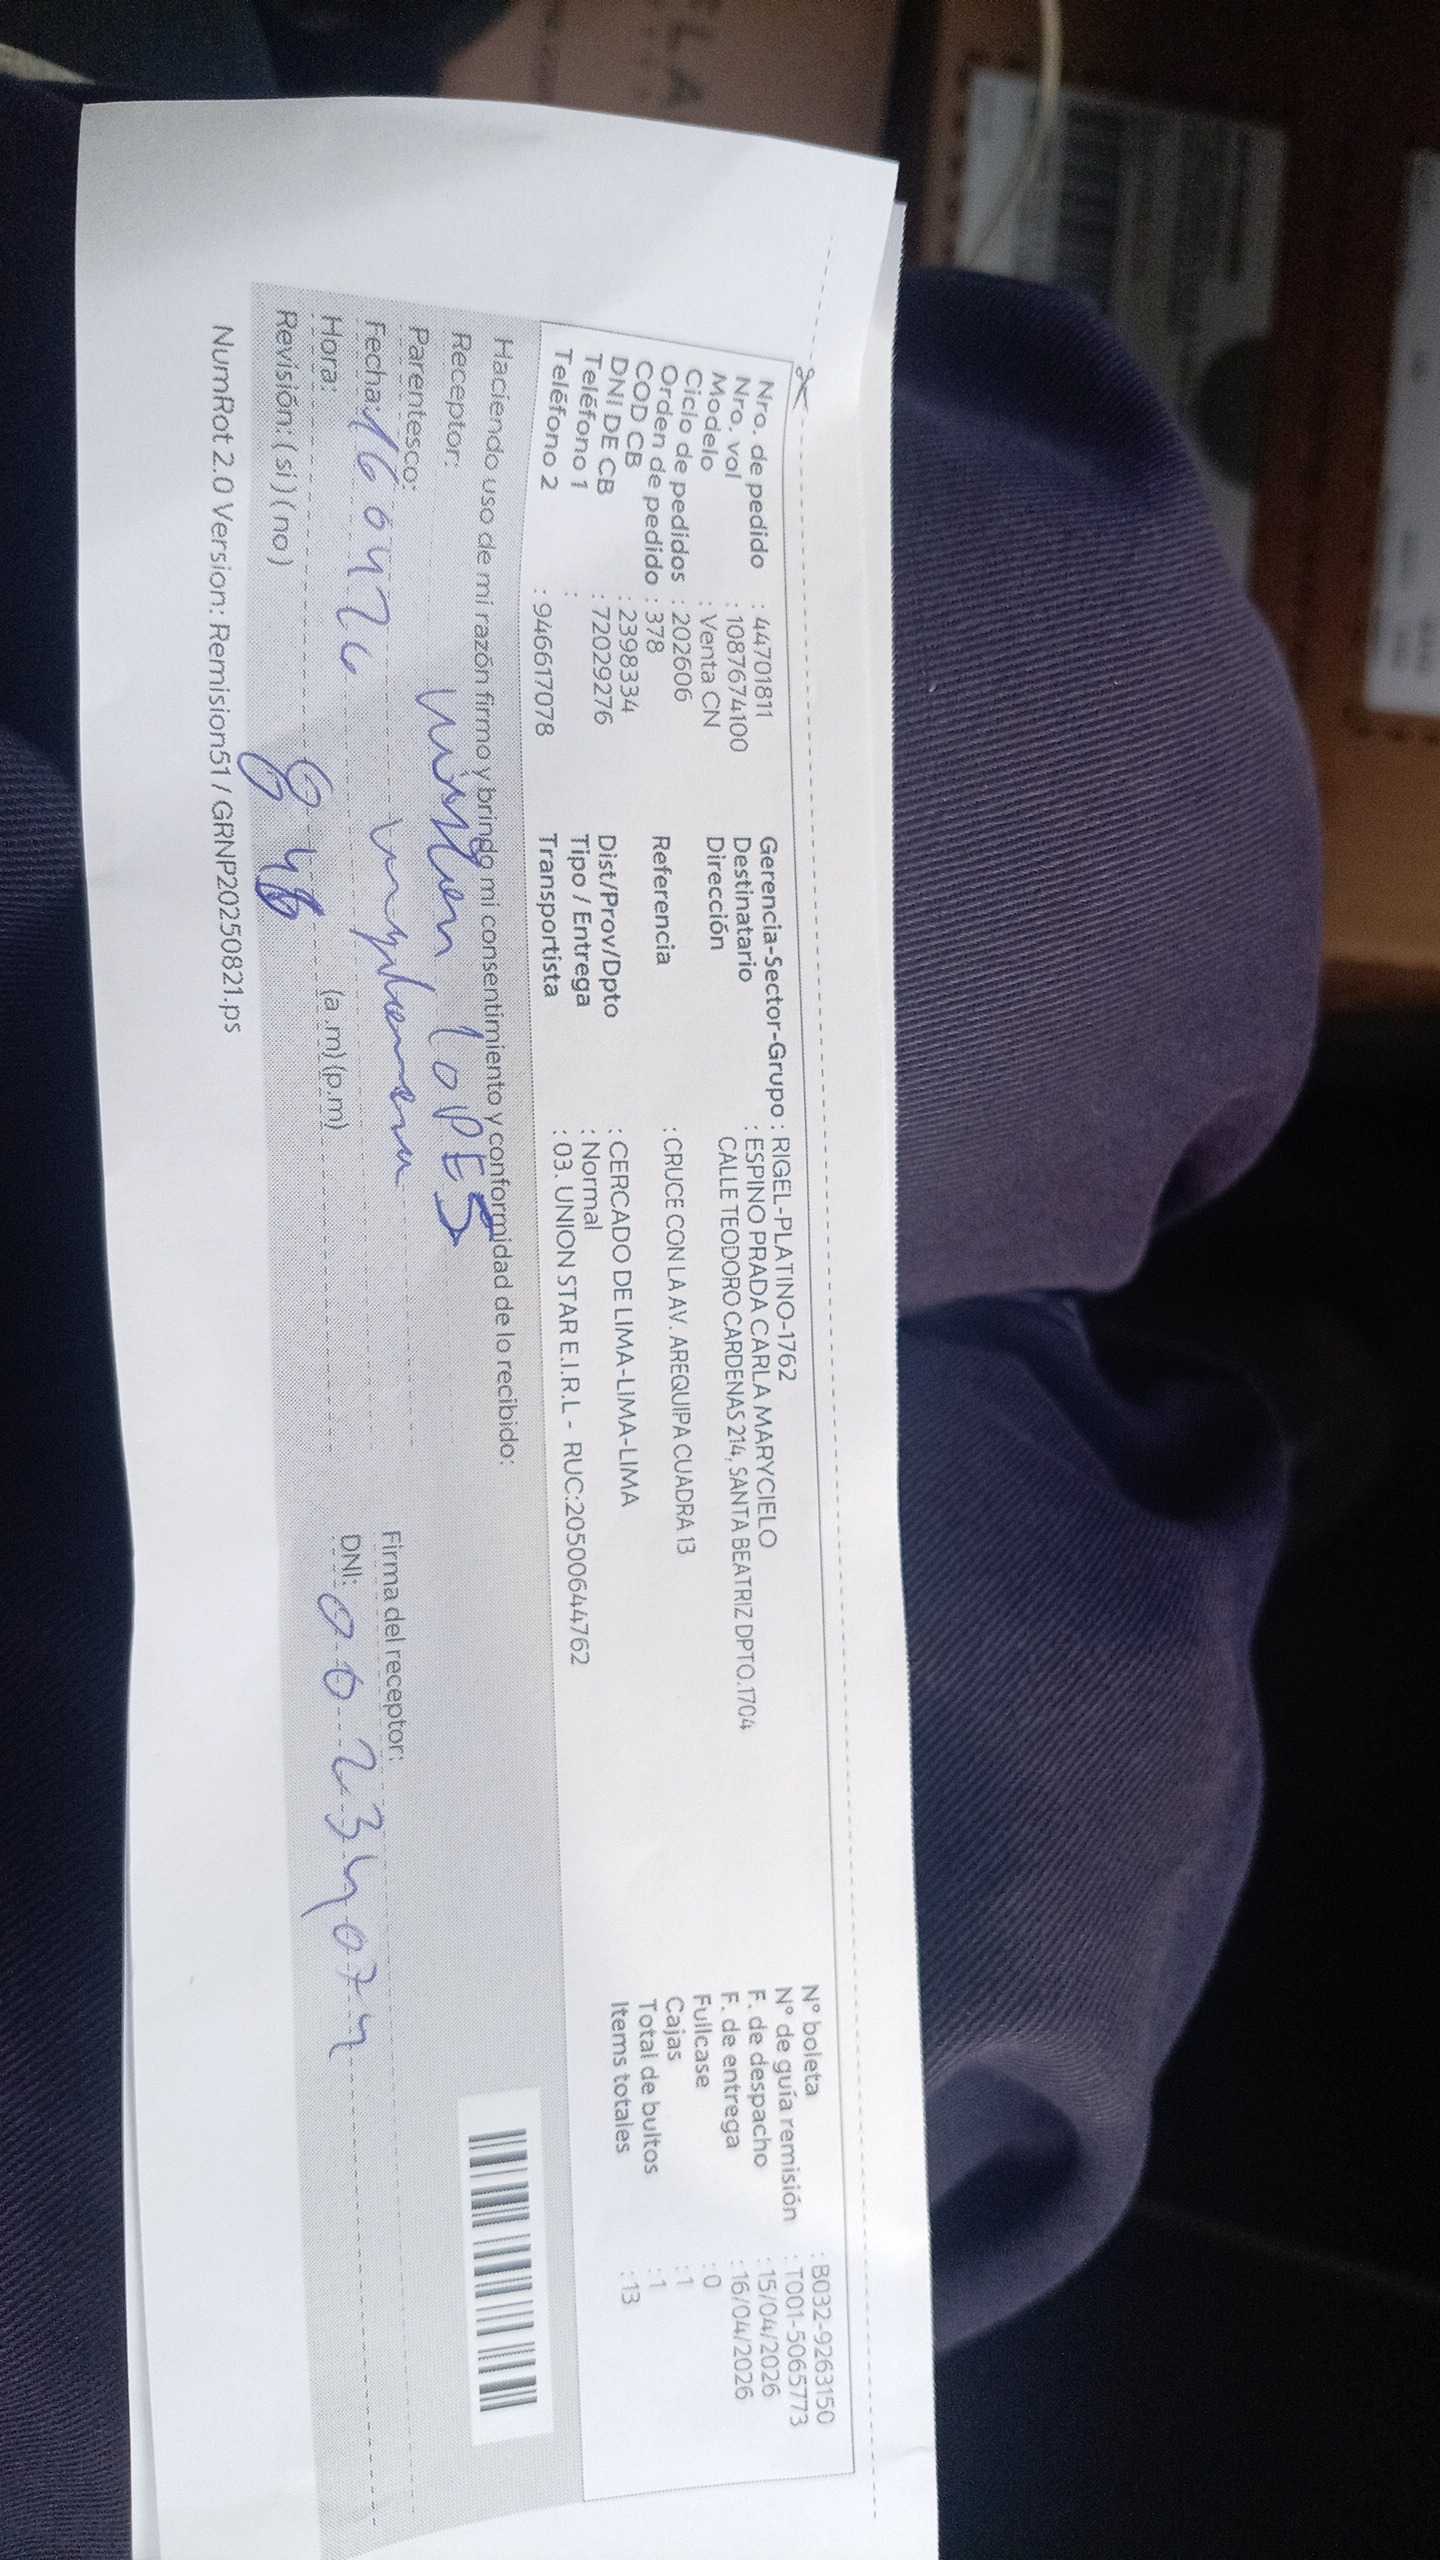 Nro. de pedido : 44701811
Nro. val : 1087674100
Modelo : Venta CN
Ciclo de pedidos : 202606
Orden de pedido : 378
COD CB : 2398334
DNI DE CB : 72029276
Teléfono 1 :
Teléfono 2 : 946617078
Gerencia-Sector-Grupo : RIGEL-PLATINO-1762
Destinatario : ESPINO PRADA CARLA MARYCIELO
Dirección CALLE TEODORO CARDENAS 214, SANTA BEATRIZ DPTO.1704
Referencia : CRUCE CON LA AV. AREQUIPA CUADRA 13
Dist/Prov/Dpto : CERCADO DE LIMA-LIMA-LIMA
Tipo / Entrega : Normal
Transportista : 03. UNION STAR E.I.R.L - RUC:20500644762
N° boleta : B032-9263150
N° de guía remisión : T001-5065773
F. de despacho : 15/04/2026
F. de entrega : 16/04/2026
Fullcase : 0
Cajas : 1
Total de bultos : 1
Items totales : 13
Haciendo uso de mi razón firmo y brindo mi consentimiento y conformidad de lo recibido:
Receptor: lOPES
Parentesco:
Fecha: 16 04 26
Hora: 8 46 (a.m)(p.m)
Revisión: (si) (no)
Firma del receptor:
DNI: 00234074
NumRot 2.0 Version: Remision51 / GRNP20250821.ps